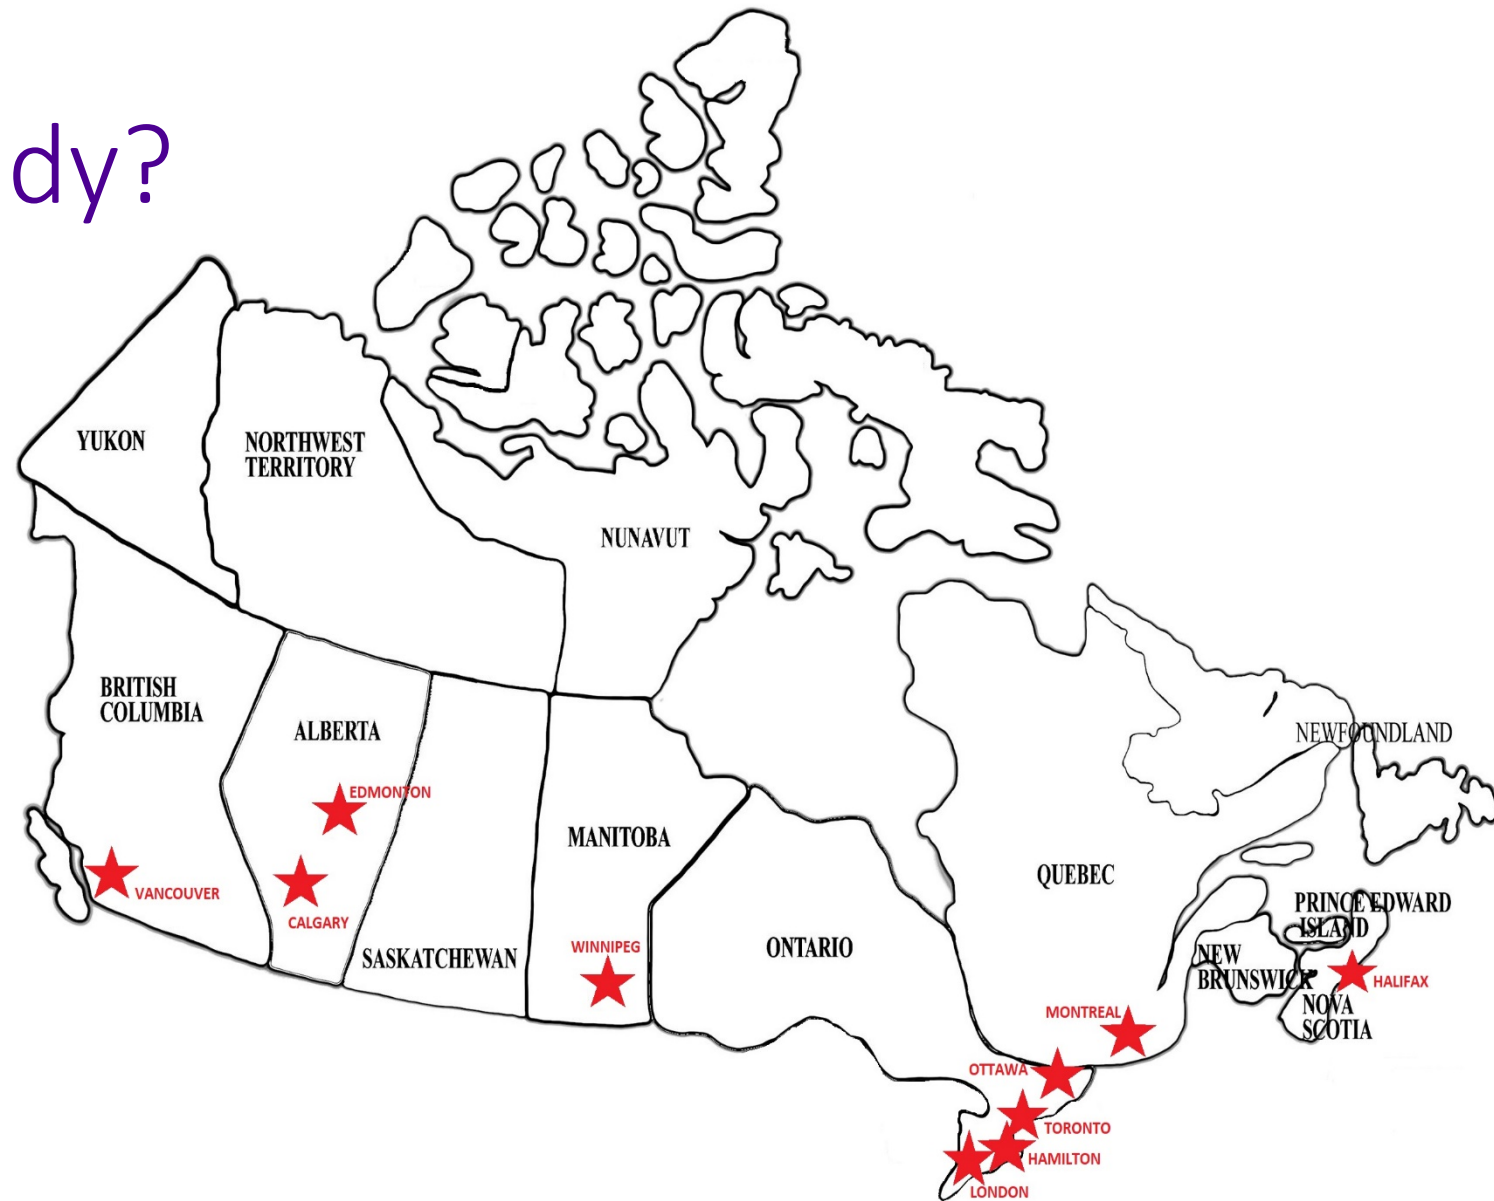 dy?
YUKON
NORTHWEST
TERRITORY
NUNAVUT
BRITISH
COLUMBIA
ALBERTA
NEWFOUNDLAND
EDMONTON
MANITOBA
QUEBEC
VANCOUVER
CALGARY
PRINCE EDWARD
ISLAND
SASKATCHEWAN
WINNIPEG
ONTARIO
NEW
BRUNSWICK
HALIFAX
NOVA
SCOTIA
MONTREAL
OTTAWA
TORONTO
HAMILTON
LONDON